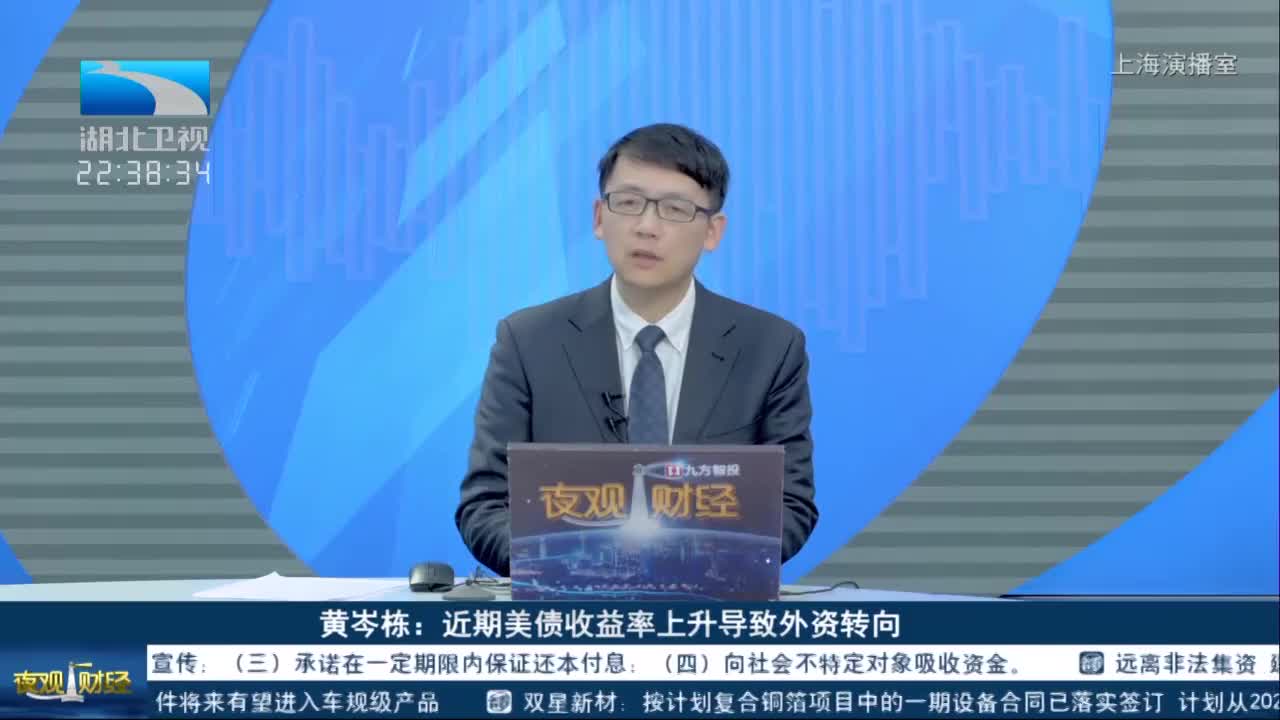 上海演播室
湖北卫视
22:38:34
九方智投
夜观财经
黄岑栋：近期美债收益率上升导致外资转向
宣传；（三）承诺在一定期限内保证还本付息；（四）向社会不特定对象吸收资金。 远离非法集资
夜观财经
件将来有望进入车规级产品 双星新材：按计划复合铜箔项目中的一期设备合同已落实签订 计划从202